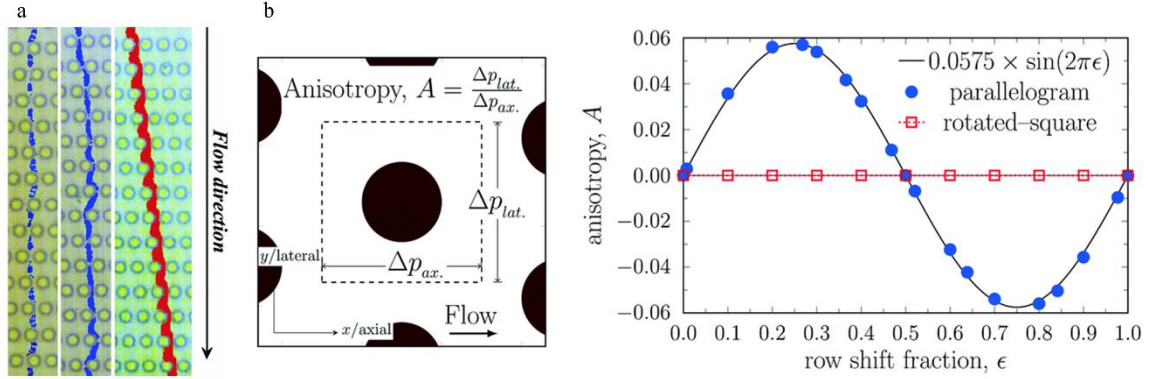 a
Flow direction
b
Anisotropy, A = Δp_lat. / Δp_ax.
Δp_lat.
y/lateral
Δp_ax.
x/axial
Flow
anisotropy, A
0.06
0.04
0.02
0.00
−0.02
−0.04
−0.06
0.0575 × sin(2πϵ)
parallelogram
rotated–square
0.0 0.1 0.2 0.3 0.4 0.5 0.6 0.7 0.8 0.9 1.0
row shift fraction, ϵ